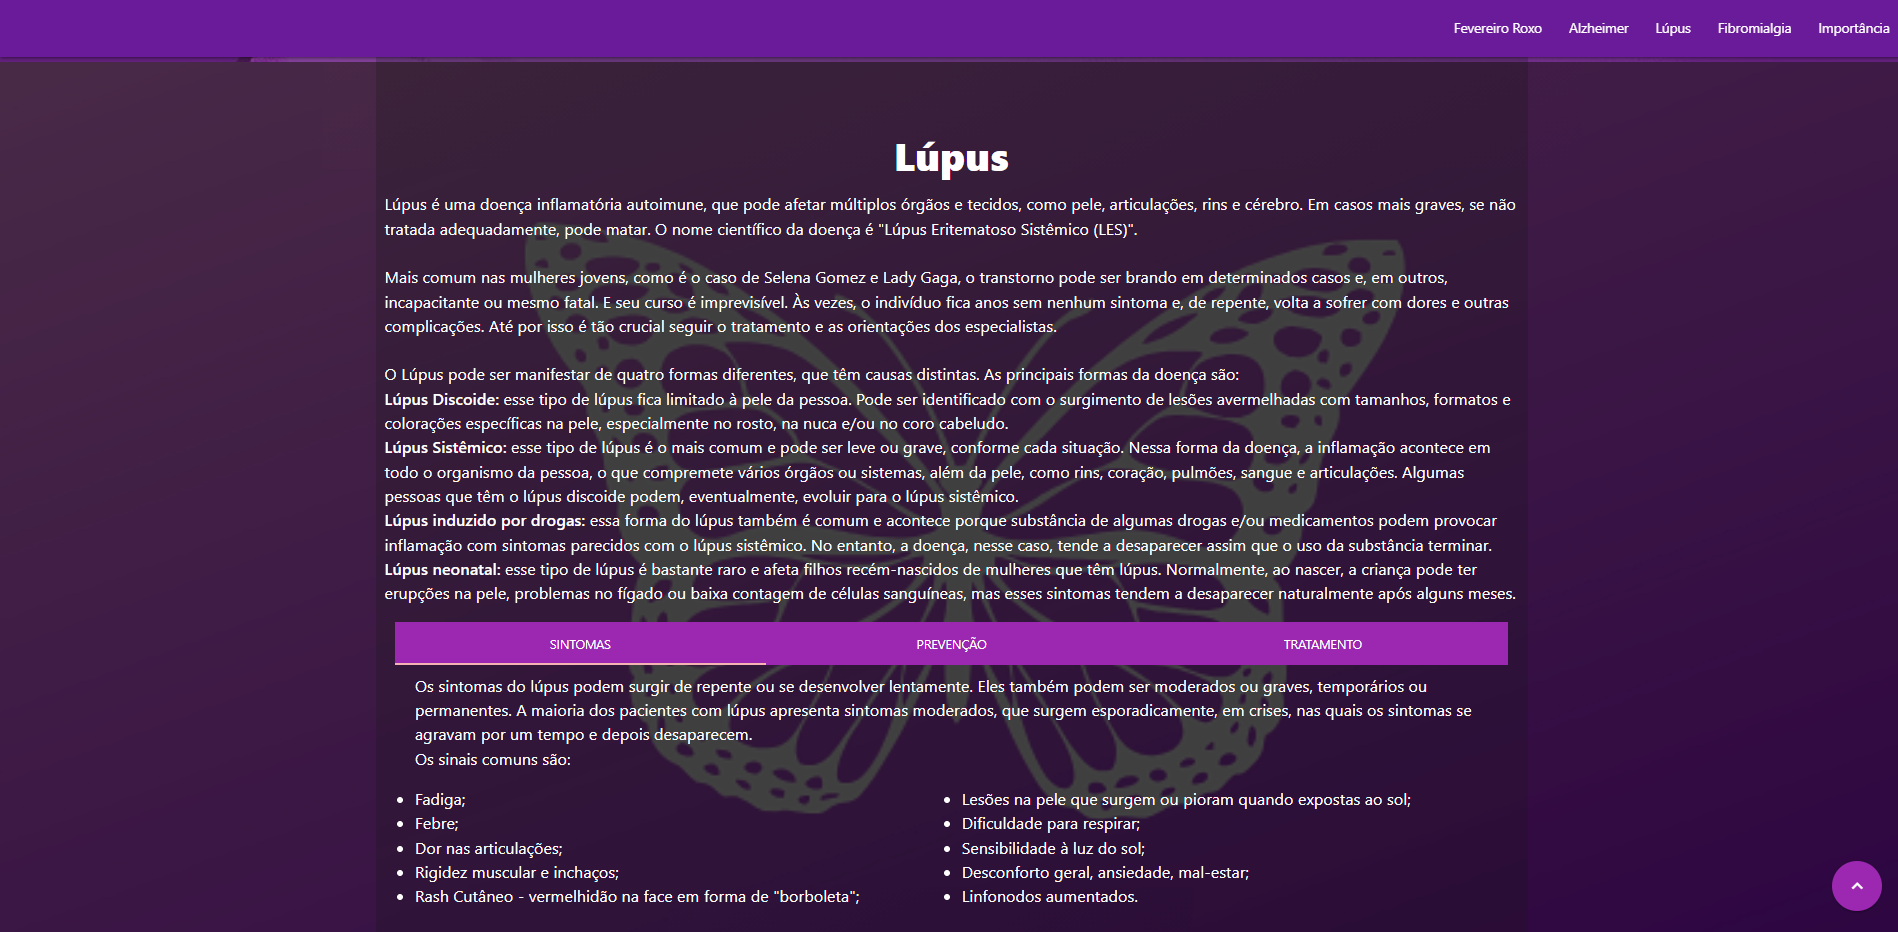 Fevereiro Roxo Alzheimer Lúpus Fibromialgia Importância
Lúpus
Lúpus é uma doença inflamatória autoimune, que pode afetar múltiplos órgãos e tecidos, como pele, articulações, rins e cérebro. Em casos mais graves, se não
tratada adequadamente, pode matar. O nome científico da doença é "Lúpus Eritematoso Sistêmico (LES)".
Mais comum nas mulheres jovens, como é o caso de Selena Gomez e Lady Gaga, o transtorno pode ser brando em determinados casos e, em outros,
incapacitante ou mesmo fatal. E seu curso é imprevisível. Às vezes, o indivíduo fica anos sem nenhum sintoma e, de repente, volta a sofrer com dores e outras
complicações. Até por isso é tão crucial seguir o tratamento e as orientações dos especialistas.
O Lúpus pode ser manifestar de quatro formas diferentes, que têm causas distintas. As principais formas da doença são:
Lúpus Discoide: esse tipo de lúpus fica limitado à pele da pessoa. Pode ser identificado com o surgimento de lesões avermelhadas com tamanhos, formatos e
colorações específicas na pele, especialmente no rosto, na nuca e/ou no coro cabeludo.
Lúpus Sistêmico: esse tipo de lúpus é o mais comum e pode ser leve ou grave, conforme cada situação. Nessa forma da doença, a inflamação acontece em
todo o organismo da pessoa, o que compromete vários órgãos ou sistemas, além da pele, como rins, coração, pulmões, sangue e articulações. Algumas
pessoas que têm o lúpus discoide podem, eventualmente, evoluir para o lúpus sistêmico.
Lúpus induzido por drogas: essa forma do lúpus também é comum e acontece porque substância de algumas drogas e/ou medicamentos podem provocar
inflamação com sintomas parecidos com o lúpus sistêmico. No entanto, a doença, nesse caso, tende a desaparecer assim que o uso da substância terminar.
Lúpus neonatal: esse tipo de lúpus é bastante raro e afeta filhos recém-nascidos de mulheres que têm lúpus. Normalmente, ao nascer, a criança pode ter
erupções na pele, problemas no fígado ou baixa contagem de células sanguíneas, mas esses sintomas tendem a desaparecer naturalmente após alguns meses.
SINTOMAS PREVENÇÃO TRATAMENTO
Os sintomas do lúpus podem surgir de repente ou se desenvolver lentamente. Eles também podem ser moderados ou graves, temporários ou
permanentes. A maioria dos pacientes com lúpus apresenta sintomas moderados, que surgem esporadicamente, em crises, nas quais os sintomas se
agravam por um tempo e depois desaparecem.
Os sinais comuns são:
• Fadiga;
• Febre;
• Dor nas articulações;
• Rigidez muscular e inchaços;
• Rash Cutâneo - vermelhidão na face em forma de "borboleta";
• Lesões na pele que surgem ou pioram quando expostas ao sol;
• Dificuldade para respirar;
• Sensibilidade à luz do sol;
• Desconforto geral, ansiedade, mal-estar;
• Linfonodos aumentados.